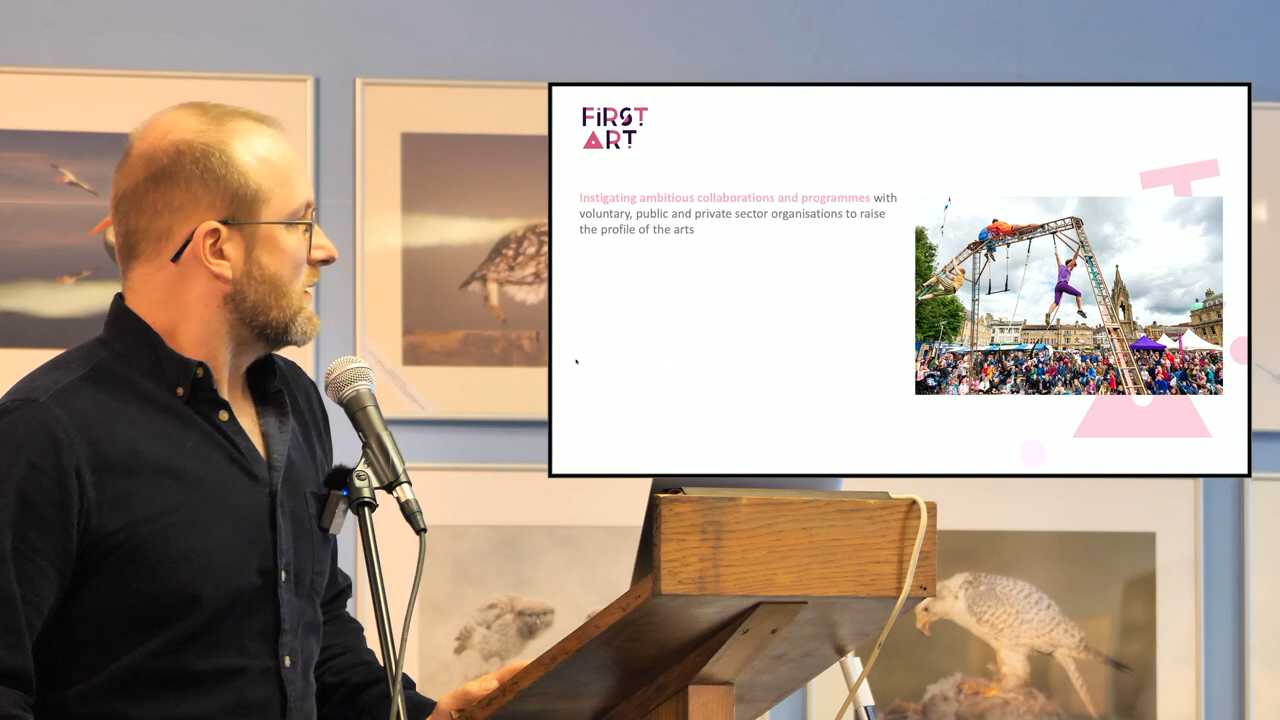 FiRST
ART
Instigating ambitious collaborations and programmes with
voluntary, public and private sector organisations to raise
the profile of the arts